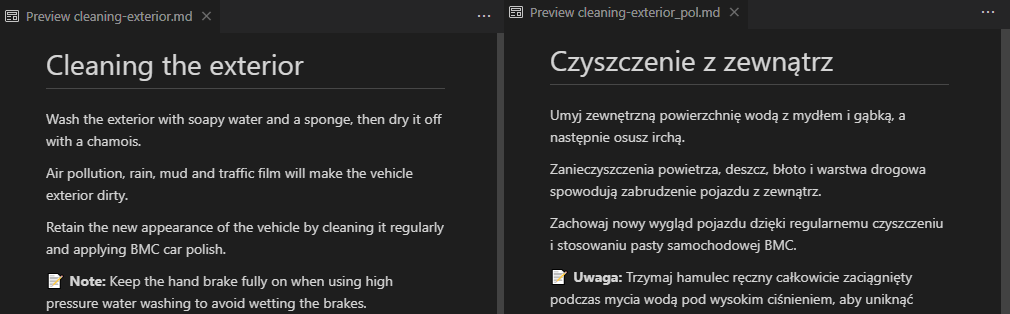 Preview cleaning-exterior.md
Cleaning the exterior
Wash the exterior with soapy water and a sponge, then dry it off
with a chamois.
Air pollution, rain, mud and traffic film will make the vehicle
exterior dirty.
Retain the new appearance of the vehicle by cleaning it regularly
and applying BMC car polish.
📝 Note: Keep the hand brake fully on when using high
pressure water washing to avoid wetting the brakes.
Preview cleaning-exterior_pol.md
Czyszczenie z zewnątrz
Umyj zewnętrzną powierzchnię wodą z mydłem i gąbką, a
następnie osusz irchą.
Zanieczyszczenia powietrza, deszcz, błoto i warstwa drogowa
spowodują zabrudzenie pojazdu z zewnątrz.
Zachowaj nowy wygląd pojazdu dzięki regularnemu czyszczeniu
i stosowaniu pasty samochodowej BMC.
📝 Uwaga: Trzymaj hamulec ręczny całkowicie zaciągnięty
podczas mycia wodą pod wysokim ciśnieniem, aby uniknąć